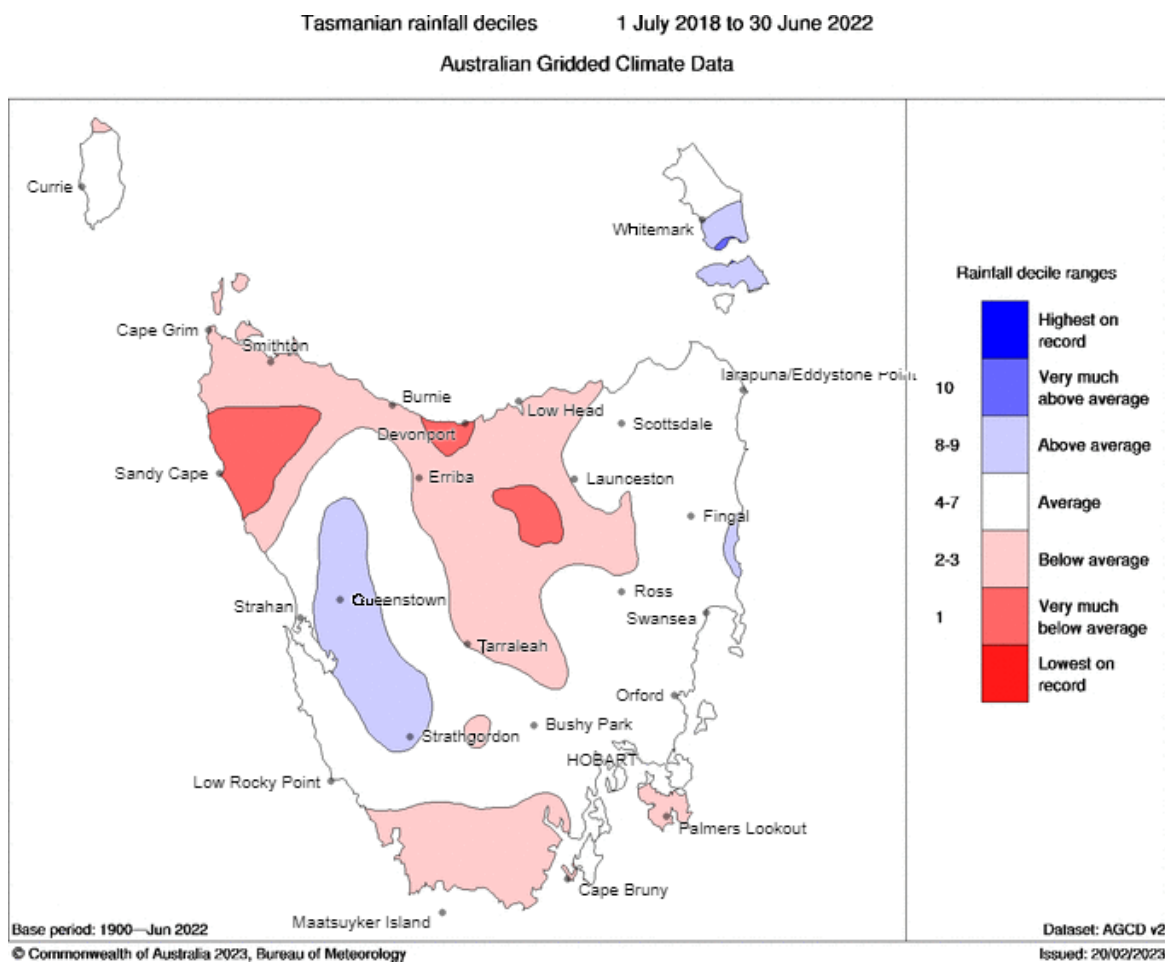 Tasmanian rainfall deciles 1 July 2018 to 30 June 2022
Australian Gridded Climate Data
Currie
Whitemark
Cape Grim
Smithton
Iarapuna/Eddystone Point
Burnie
Low Head
Devonport
Scottsdale
Sandy Cape
Erriba
Launceston
Fingal
Queenstown
Strahan
Ross
Swansea
Tarraleah
Orford
Strathgordon
Bushy Park
HOBART
Low Rocky Point
Palmers Lookout
Cape Bruny
Maatsuyker Island
Rainfall decile ranges
Highest on
record
10 Very much
above average
8-9 Above average
4-7 Average
2-3 Below average
1 Very much
below average
Lowest on
record
Base period: 1900—Jun 2022
Dataset: AGCD v2
© Commonwealth of Australia 2023, Bureau of Meteorology
Issued: 20/02/2023